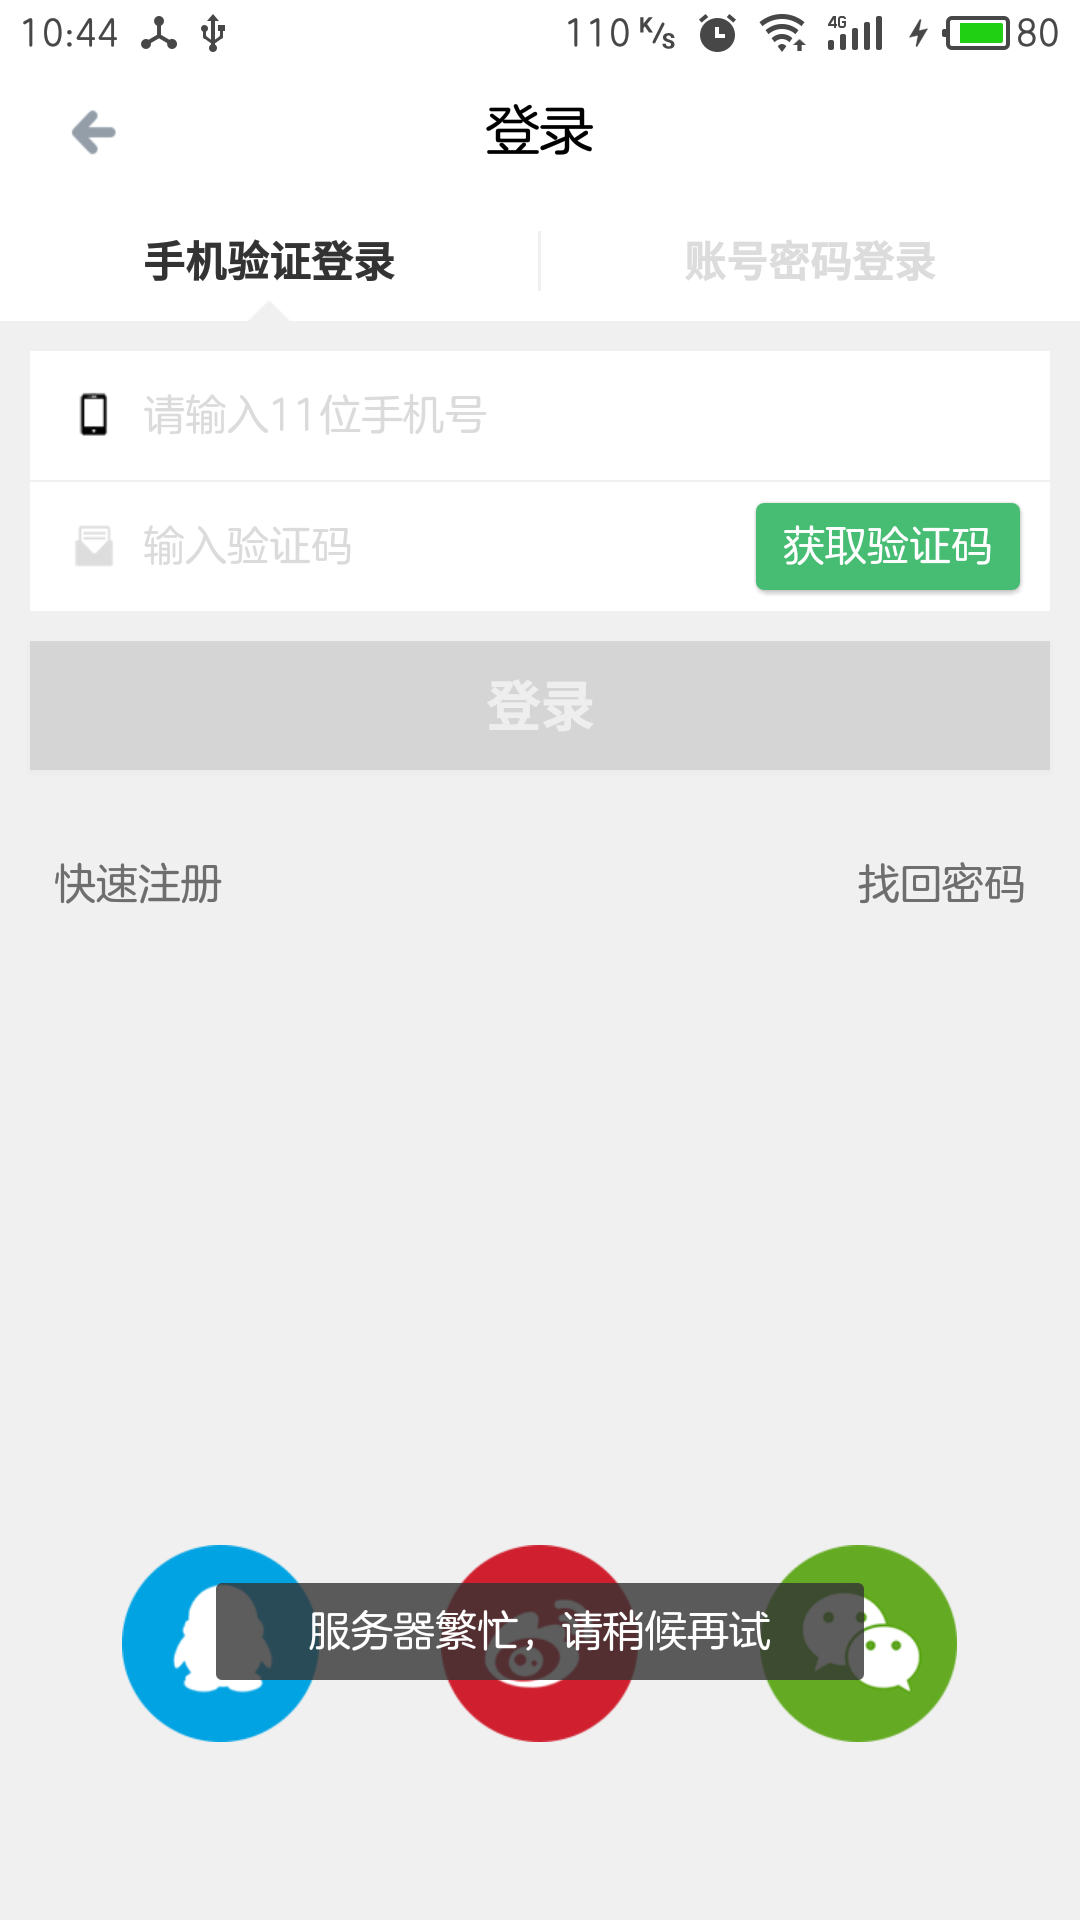 10:44 110 K/s 4G 80
登录
手机验证登录 账号密码登录
请输入11位手机号
输入验证码 获取验证码
登录
快速注册 找回密码
服务器繁忙，请稍候再试